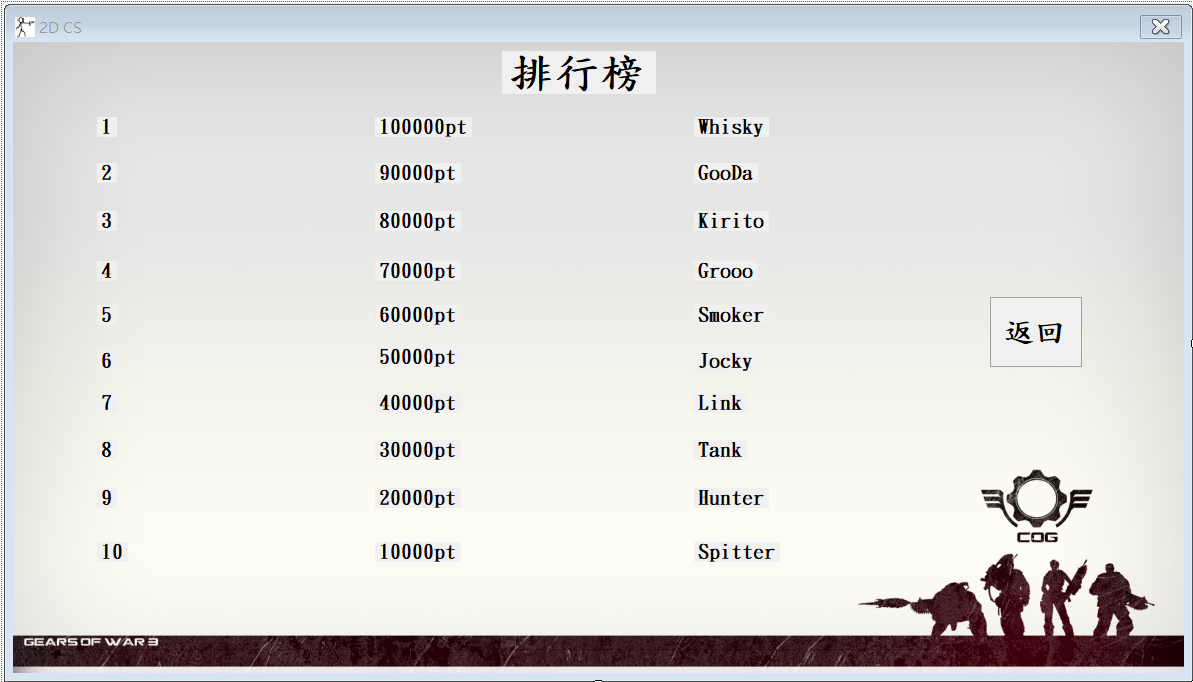 2D CS
排行榜
1 100000pt Whisky
2 90000pt GooDa
3 80000pt Kirito
4 70000pt Grooo
5 60000pt Smoker
6 50000pt Jocky
7 40000pt Link
8 30000pt Tank
9 20000pt Hunter
10 10000pt Spitter
返回
COG
GEARS OF WAR 3